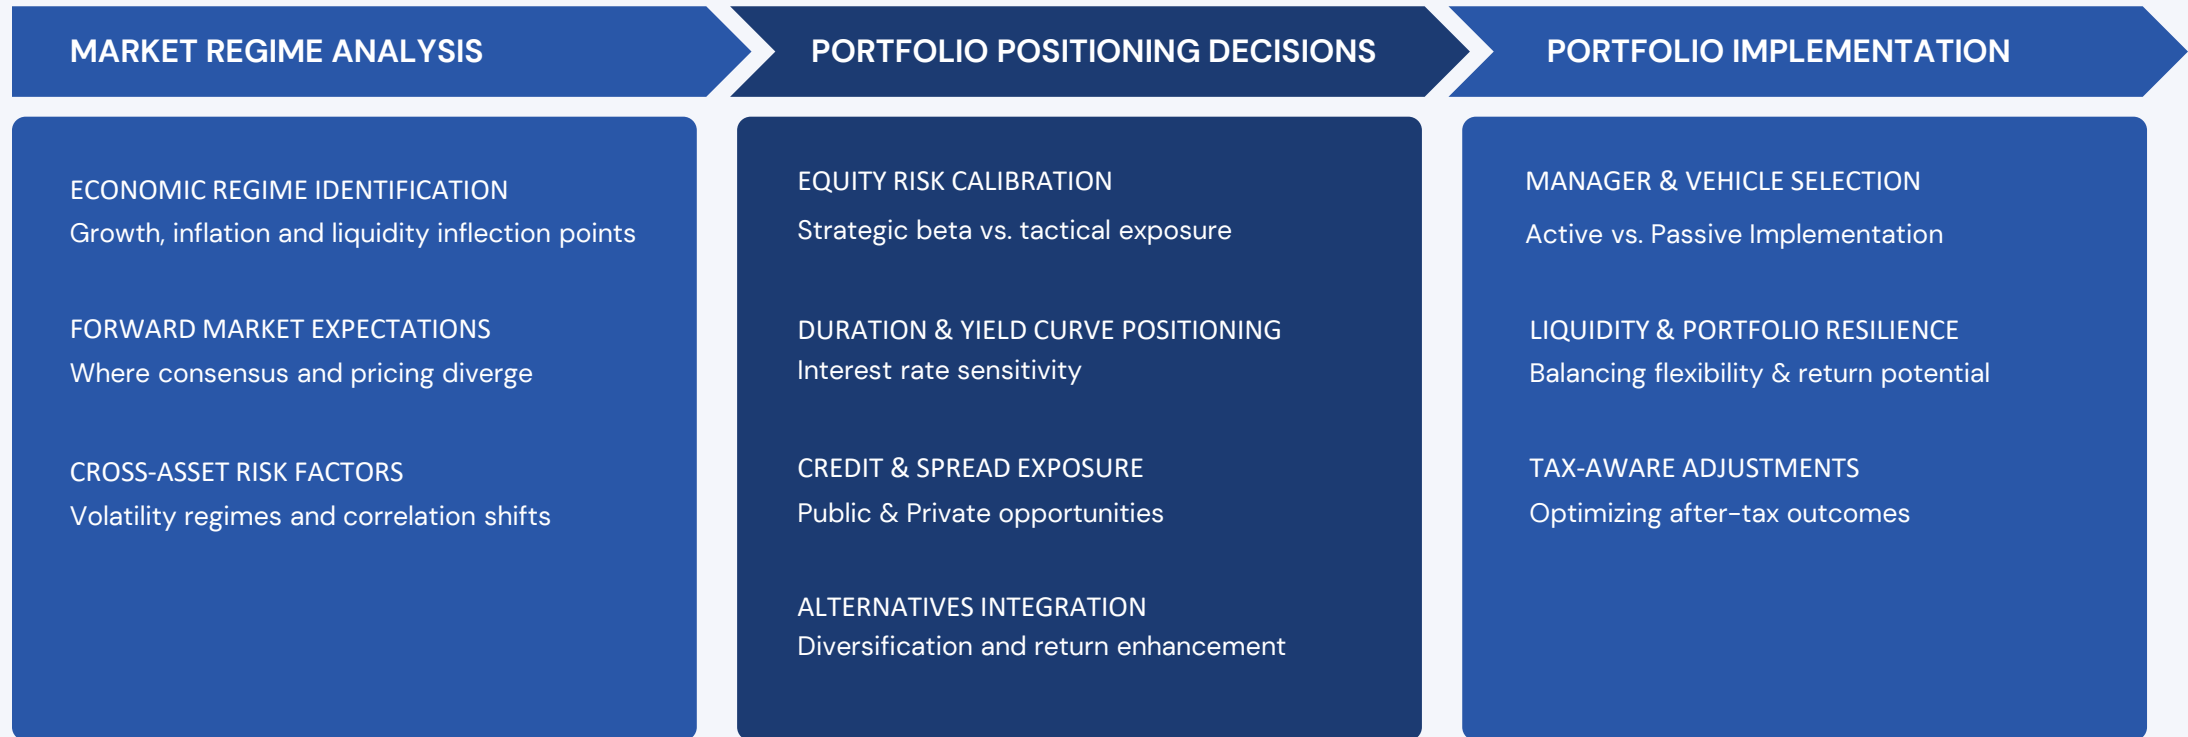 MARKET REGIME ANALYSIS
PORTFOLIO POSITIONING DECISIONS
PORTFOLIO IMPLEMENTATION
ECONOMIC REGIME IDENTIFICATION
Growth, inflation and liquidity inflection points
FORWARD MARKET EXPECTATIONS
Where consensus and pricing diverge
CROSS-ASSET RISK FACTORS
Volatility regimes and correlation shifts
EQUITY RISK CALIBRATION
Strategic beta vs. tactical exposure
DURATION & YIELD CURVE POSITIONING
Interest rate sensitivity
CREDIT & SPREAD EXPOSURE
Public & Private opportunities
ALTERNATIVES INTEGRATION
Diversification and return enhancement
MANAGER & VEHICLE SELECTION
Active vs. Passive Implementation
LIQUIDITY & PORTFOLIO RESILIENCE
Balancing flexibility & return potential
TAX-AWARE ADJUSTMENTS
Optimizing after-tax outcomes